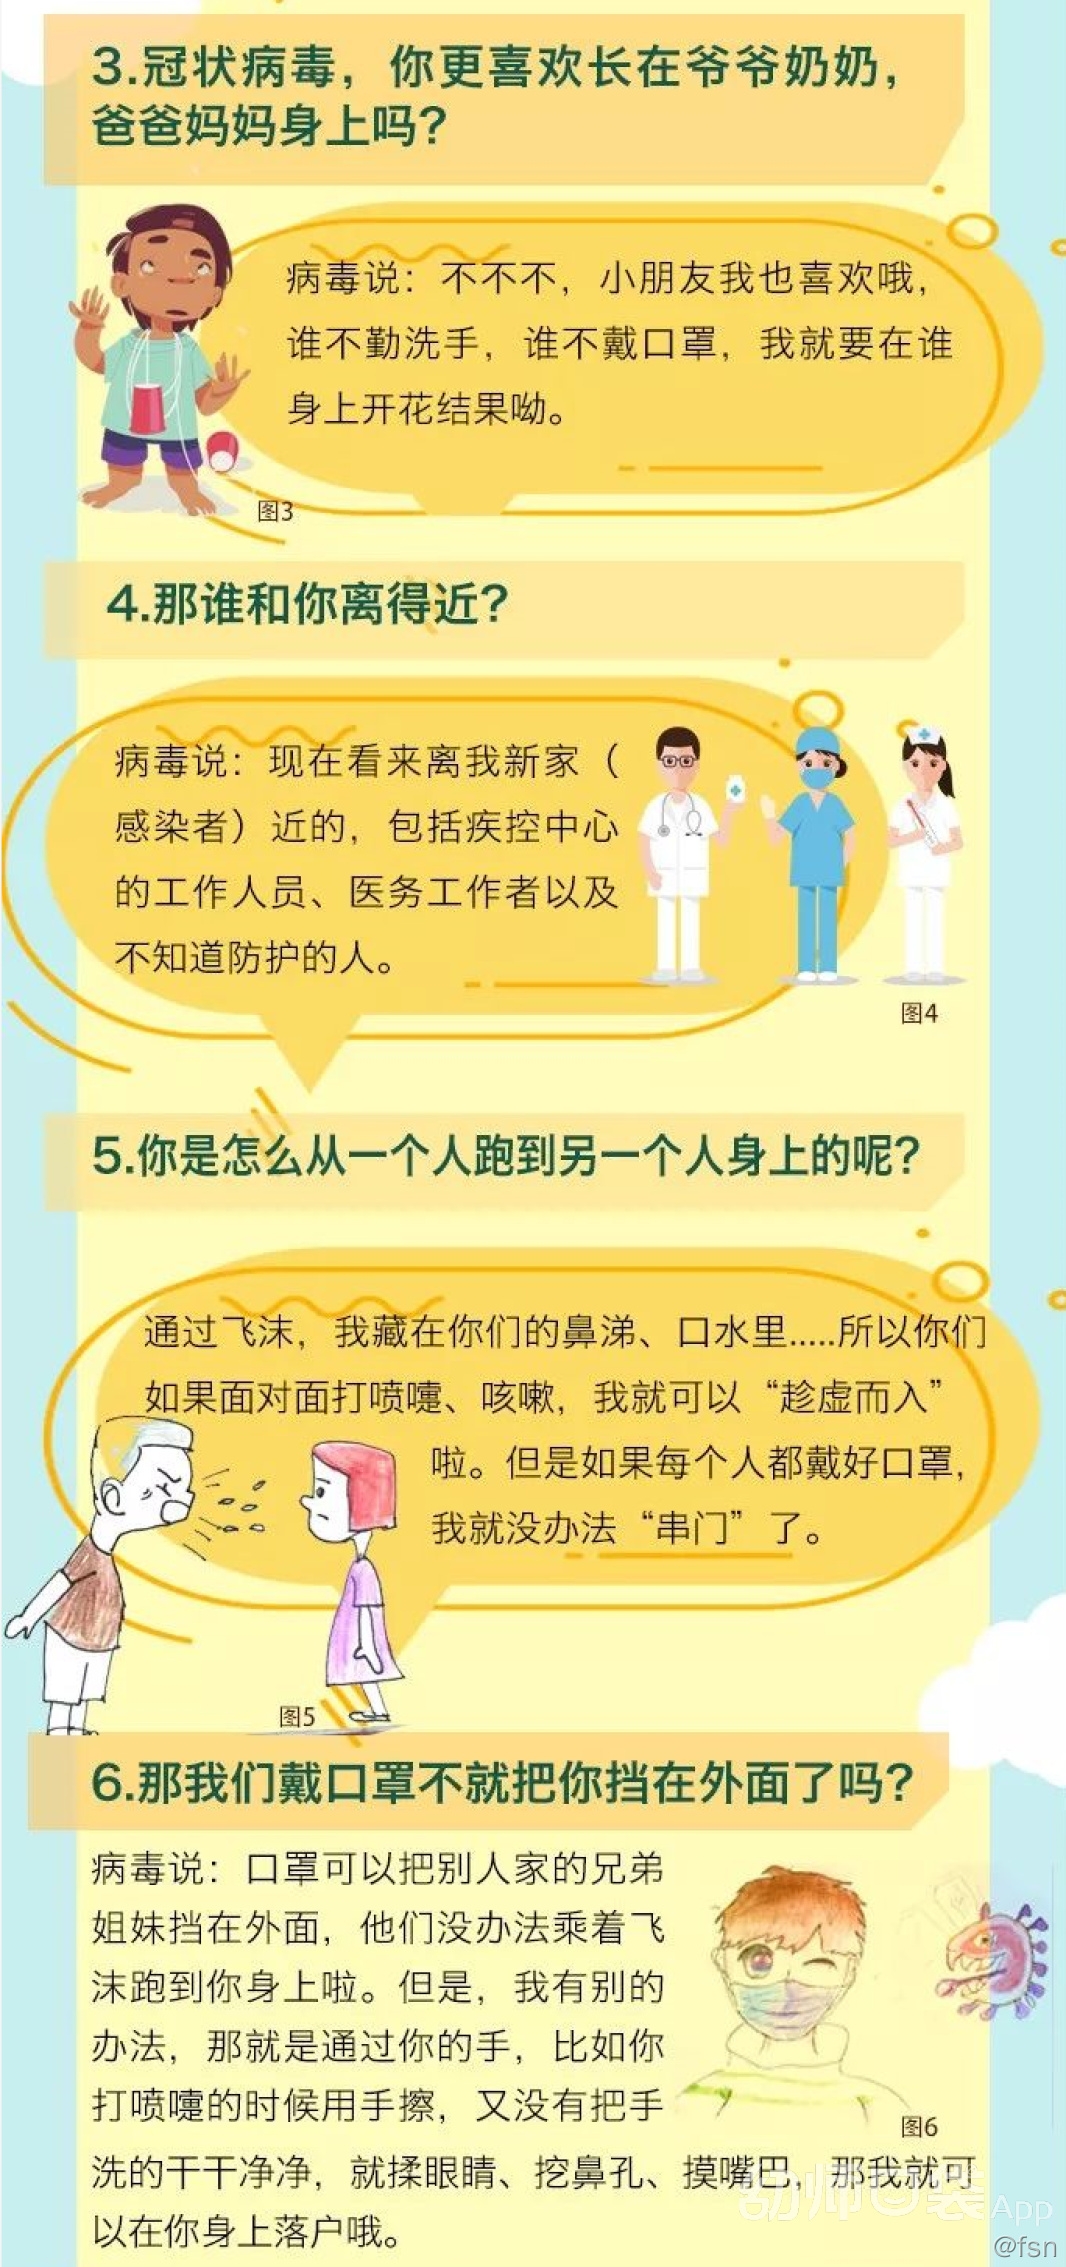 3.冠状病毒，你更喜欢长在爷爷奶奶，
爸爸妈妈身上吗？
病毒说：不不不，小朋友我也喜欢哦，
谁不勤洗手，谁不戴口罩，我就要在谁
身上开花结果呦。
图3
4.那谁和你离得近？
病毒说：现在看来离我新家（
感染者）近的，包括疾控中心
的工作人员、医务工作者以及
不知道防护的人。
图4
5.你是怎么从一个人跑到另一个人身上的呢？
通过飞沫，我藏在你们的鼻涕、口水里.....所以你们
如果面对面打喷嚏、咳嗽，我就可以“趁虚而入”
啦。但是如果每个人都戴好口罩，
我就没办法“串门”了。
图5
6.那我们戴口罩不就把你挡在外面了吗？
病毒说：口罩可以把别人家的兄弟
姐妹挡在外面，他们没办法乘着飞
沫跑到你身上啦。但是，我有别的
办法，那就是通过你的手，比如你
打喷嚏的时候用手擦，又没有把手
图6
洗的干干净净，就揉眼睛、挖鼻孔、摸嘴巴，那我就可
以在你身上落户哦。
幼师口袋App
@fsn